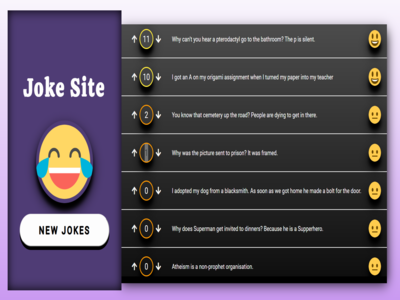 Joke Site
NEW JOKES
11
Why can't you hear a pterodactyl go to the bathroom? The p is silent.
10
I got an A on my origami assignment when I turned my paper into my teacher
2
You know that cemetery up the road? People are dying to get in there.
Why was the picture sent to prison? It was framed.
0
I adopted my dog from a blacksmith. As soon as we got home he made a bolt for the door.
0
Why does Superman get invited to dinners? Because he is a Supperhero.
0
Atheism is a non-prophet organisation.